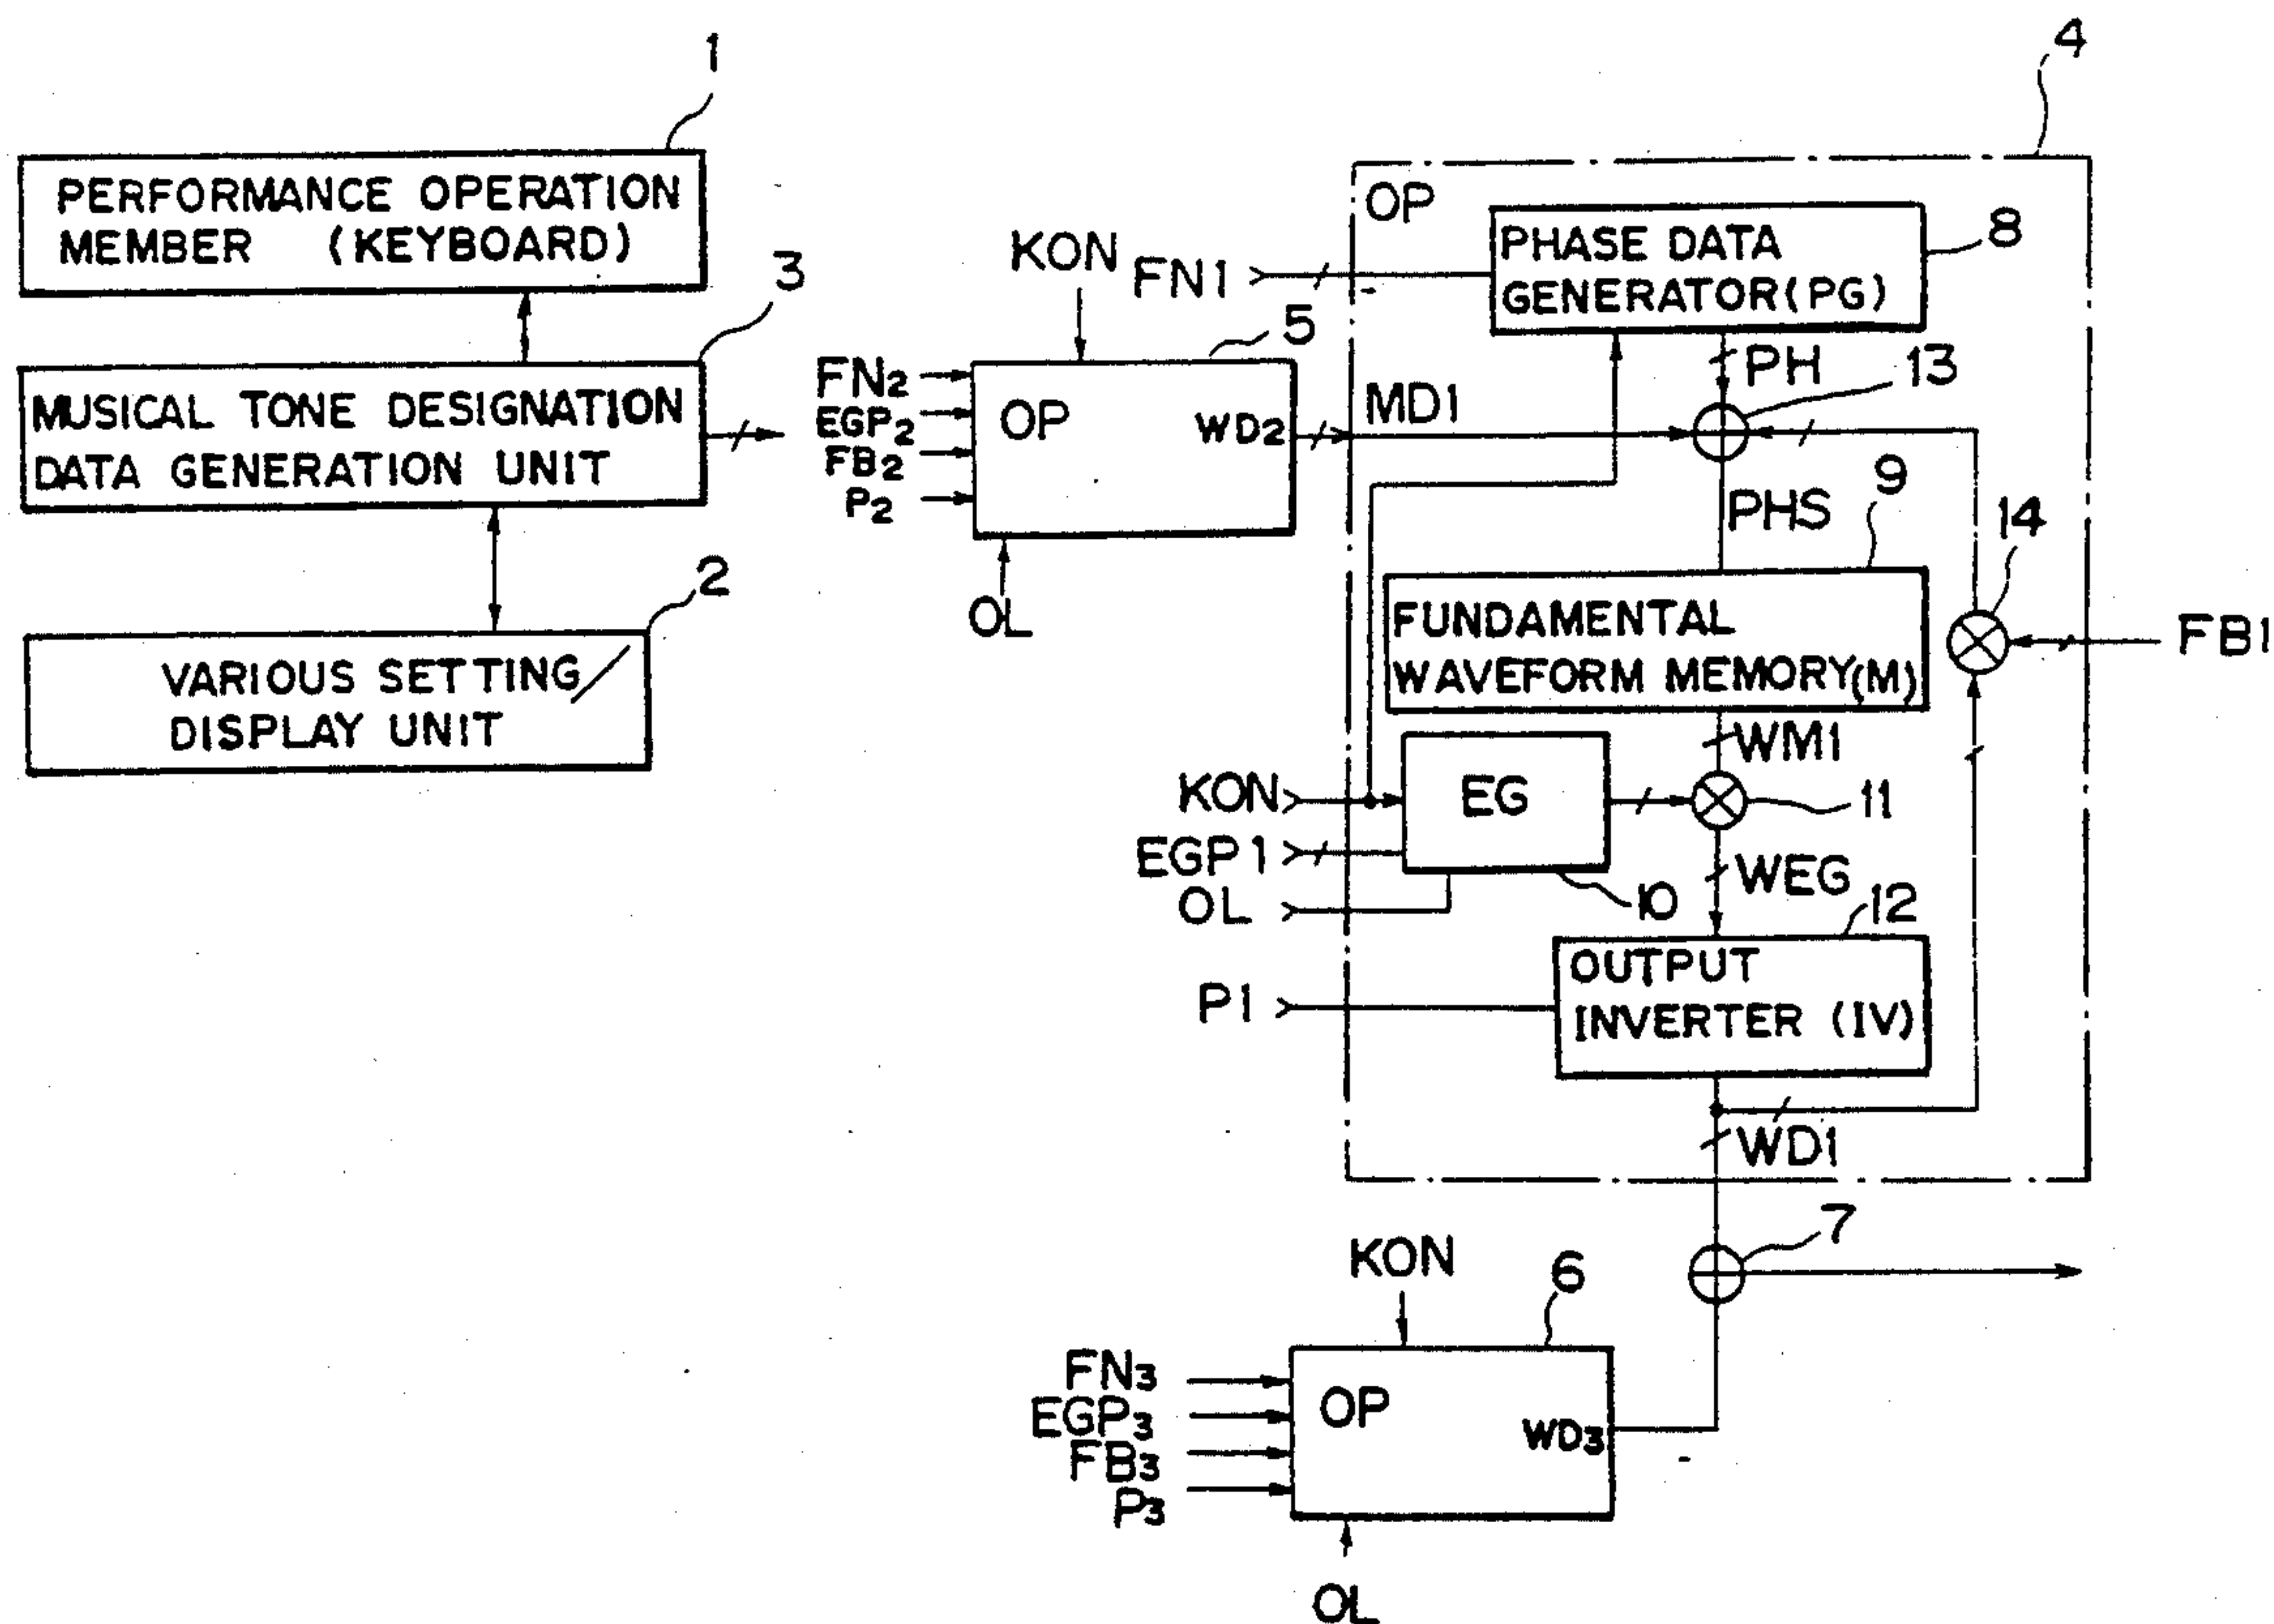 1
PERFORMANCE OPERATION
MEMBER (KEYBOARD)
3
MUSICAL TONE DESIGNATION
DATA GENERATION UNIT
2
VARIOUS SETTING/
DISPLAY UNIT
KON
5
FN2
EGP2
FB2
P2
OP
WD2
OL
4
OP
FN1
PHASE DATA
GENERATOR(PG)
8
PH
13
MD1
PHS
9
14
FUNDAMENTAL
WAVEFORM MEMORY(M)
FB1
WM1
KON
EG
11
EGP1
WEG
OL
10
12
P1
OUTPUT
INVERTER (IV)
WD1
7
KON
6
FN3
EGP3
FB3
P3
OP
WD3
OL